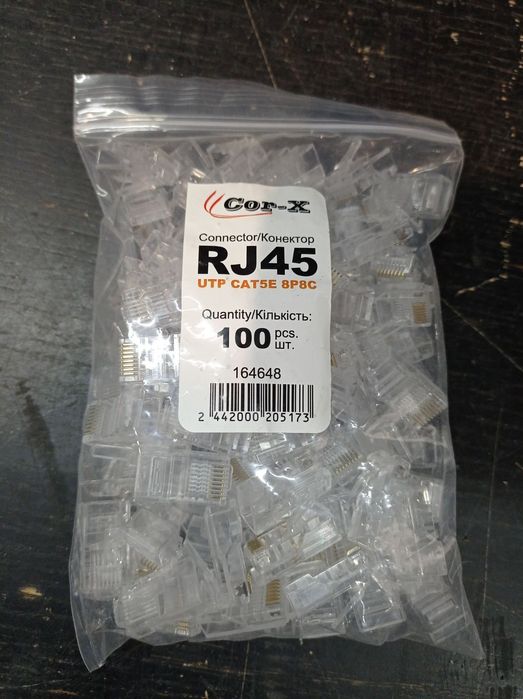 Cor-X
Connector/Конектор
RJ45
UTP CAT5E 8P8C
Quantity/Кількість:
100 pcs.
шт.
164648
2 442000 205173